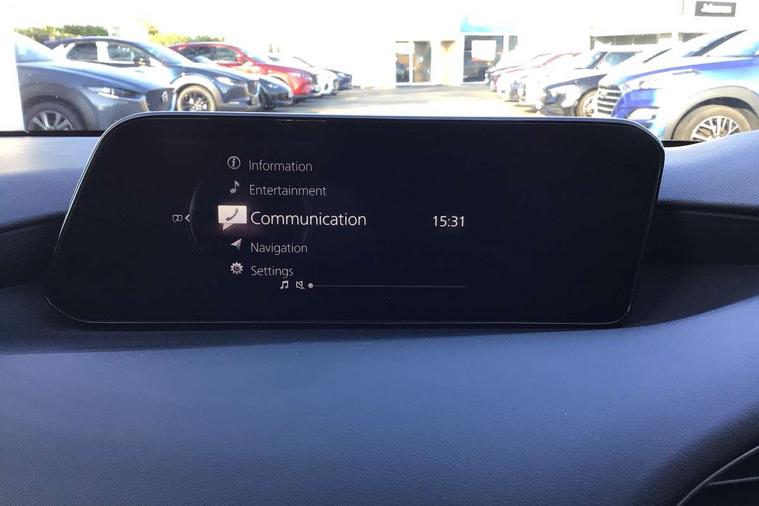 Information
Entertainment
Communication
15:31
Navigation
Settings